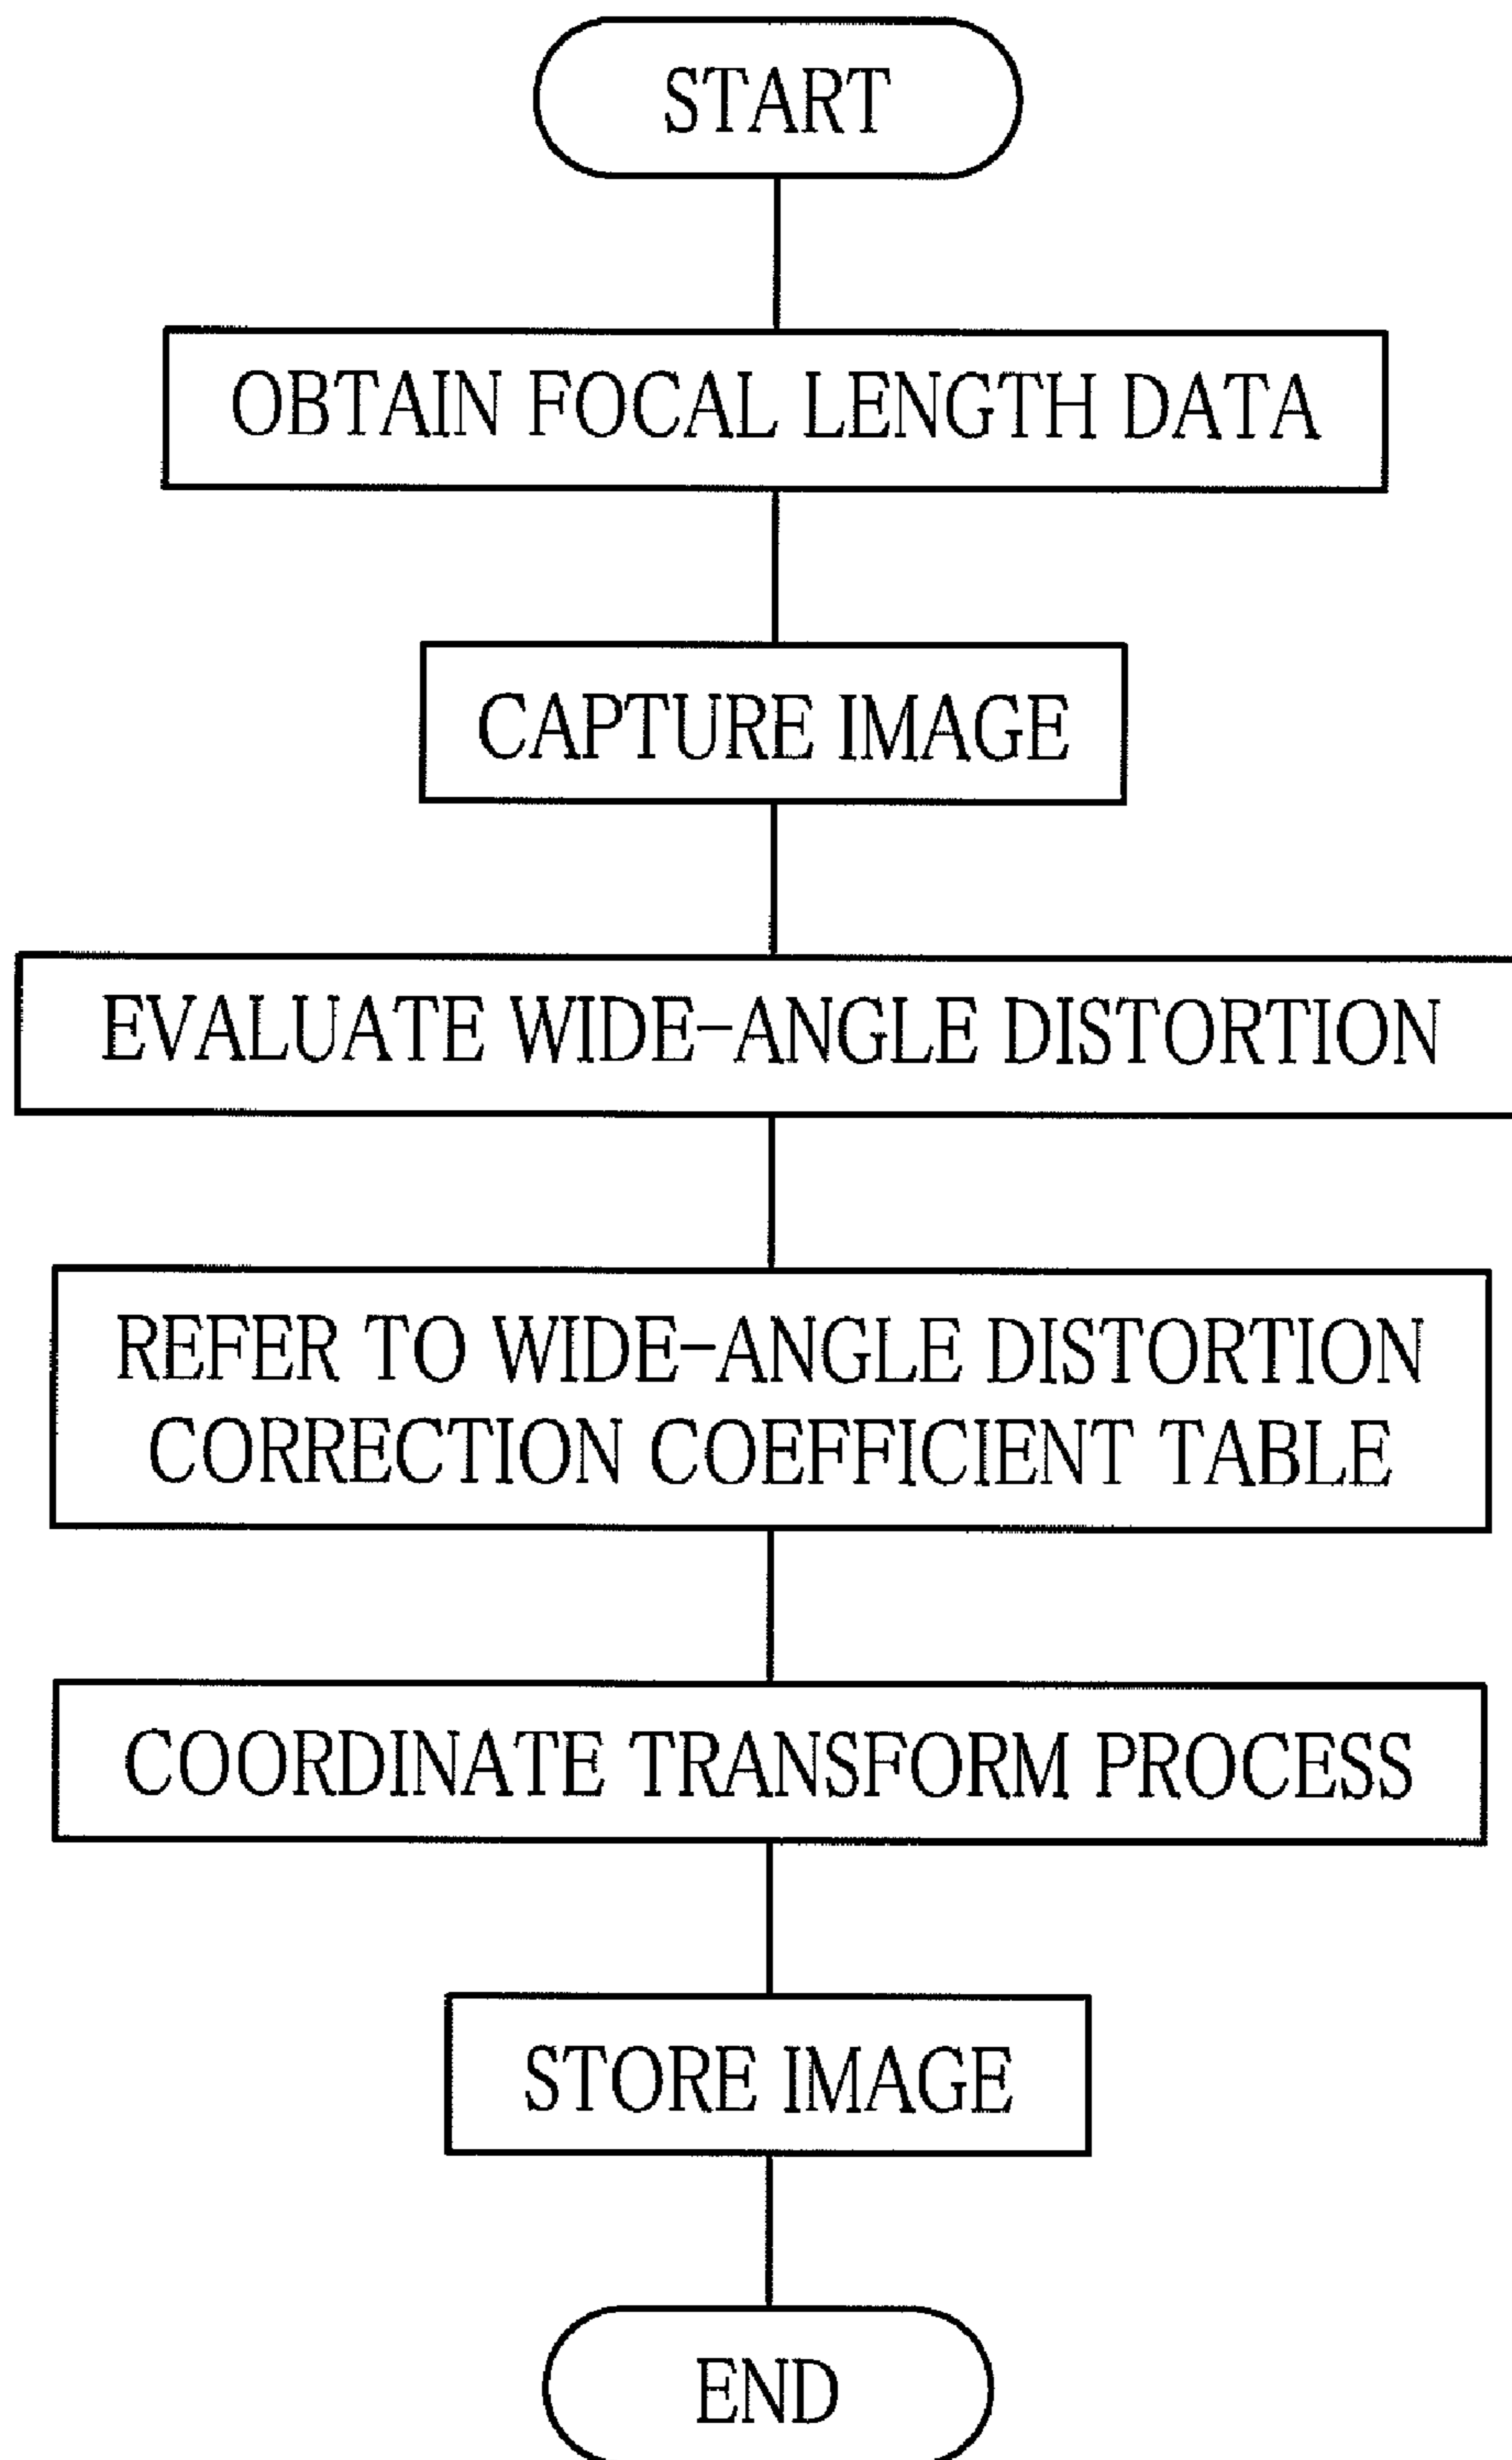 START
OBTAIN FOCAL LENGTH DATA
CAPTURE IMAGE
EVALUATE WIDE-ANGLE DISTORTION
REFER TO WIDE-ANGLE DISTORTION
CORRECTION COEFFICIENT TABLE
COORDINATE TRANSFORM PROCESS
STORE IMAGE
END